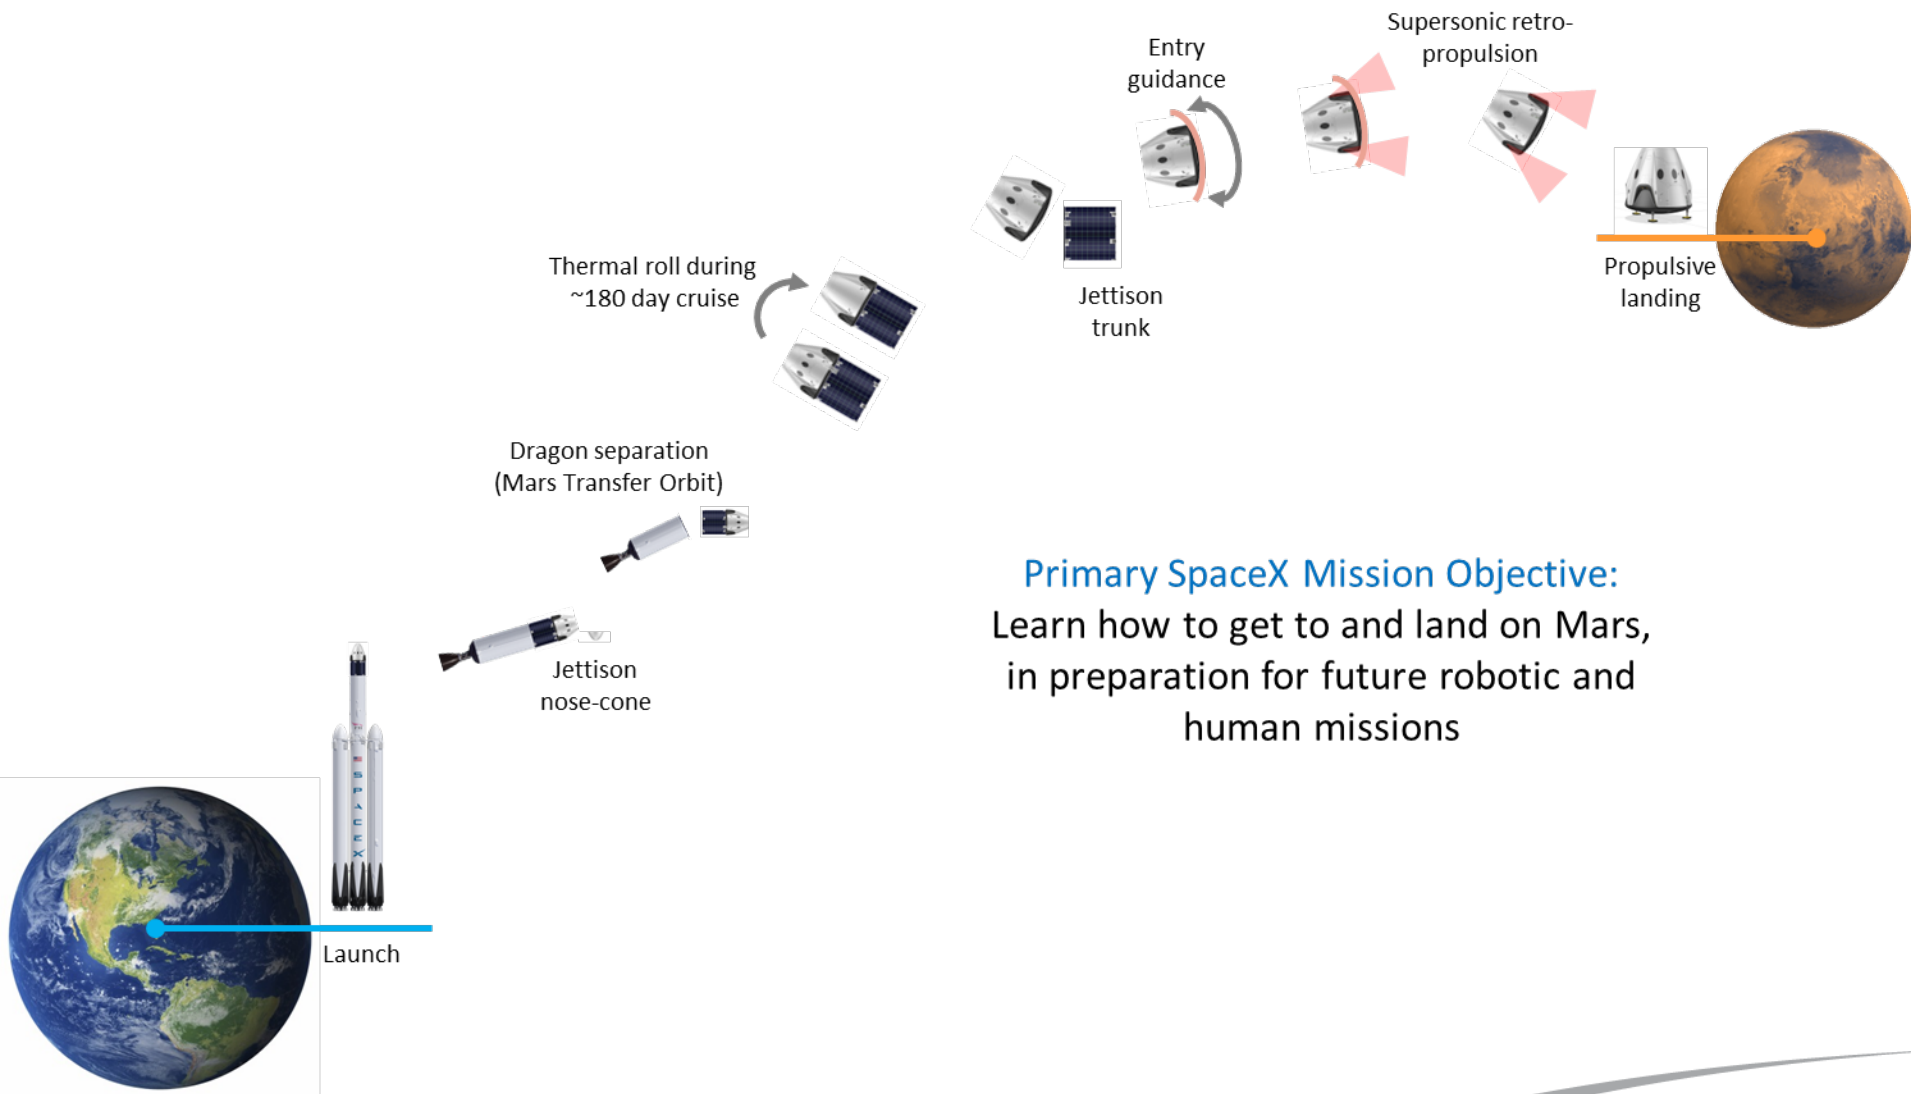 Supersonic retro-
propulsion
Entry
guidance
Thermal roll during
~180 day cruise
Jettison
trunk
Propulsive
landing
Dragon separation
(Mars Transfer Orbit)
Jettison
nose-cone
Primary SpaceX Mission Objective:
Learn how to get to and land on Mars,
in preparation for future robotic and
human missions
SPACEX
Launch